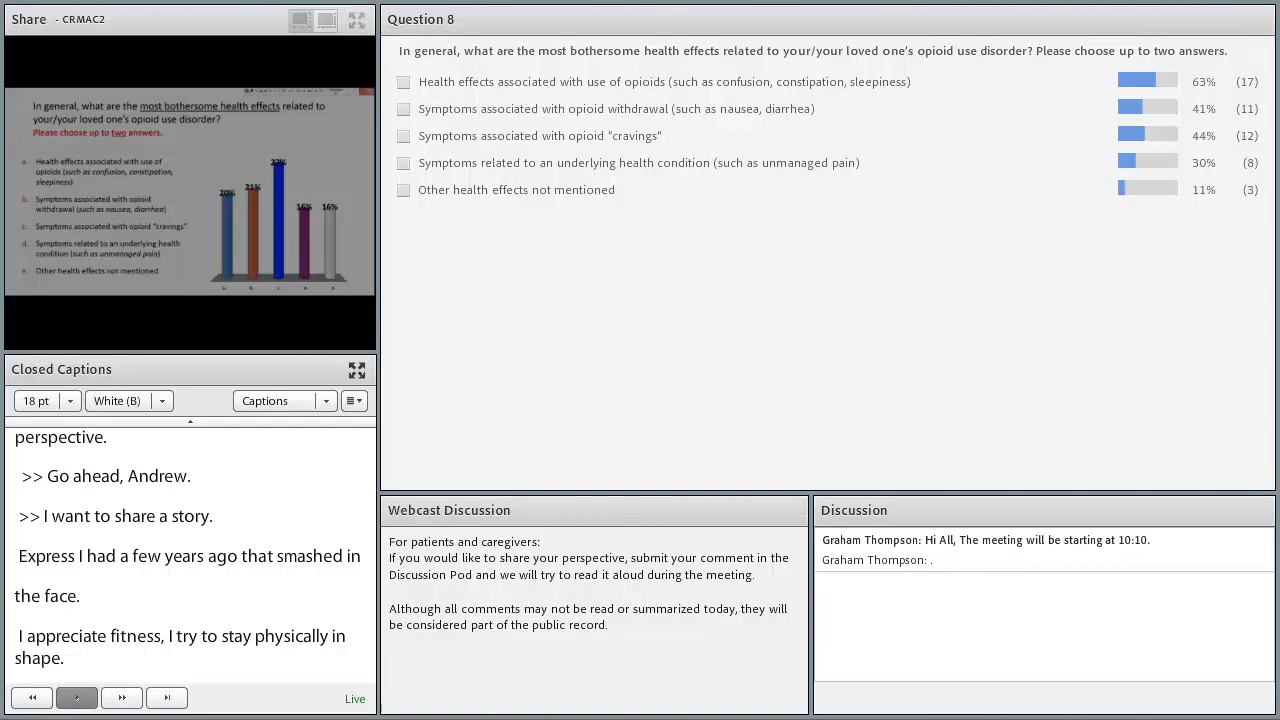 Share - CRMAC2
In general, what are the most bothersome health effects related to
your/your loved one's opioid use disorder?
Please choose up to two answers.
a. Health effects associated with use of
opioids (such as confusion, constipation,
sleepiness)
b. Symptoms associated with opioid
withdrawal (such as nausea, diarrhea)
c. Symptoms associated with opioid “cravings”
d. Symptoms related to an underlying health
condition (such as unmanaged pain)
e. Other health effects not mentioned
20%
21%
16%
16%
Closed Captions
18 pt
White (B)
Captions
perspective.
>> Go ahead, Andrew.
>> I want to share a story.
Express I had a few years ago that smashed in
the face.
I appreciate fitness, I try to stay physically in
shape.
Live
Question 8
In general, what are the most bothersome health effects related to your/your loved one’s opioid use disorder? Please choose up to two answers.
Health effects associated with use of opioids (such as confusion, constipation, sleepiness) 63% (17)
Symptoms associated with opioid withdrawal (such as nausea, diarrhea) 41% (11)
Symptoms associated with opioid “cravings” 44% (12)
Symptoms related to an underlying health condition (such as unmanaged pain) 30% (8)
Other health effects not mentioned 11% (3)
Webcast Discussion
For patients and caregivers:
If you would like to share your perspective, submit your comment in the
Discussion Pod and we will try to read it aloud during the meeting.
Although all comments may not be read or summarized today, they will
be considered part of the public record.
Discussion
Graham Thompson: Hi All, The meeting will be starting at 10:10.
Graham Thompson: .